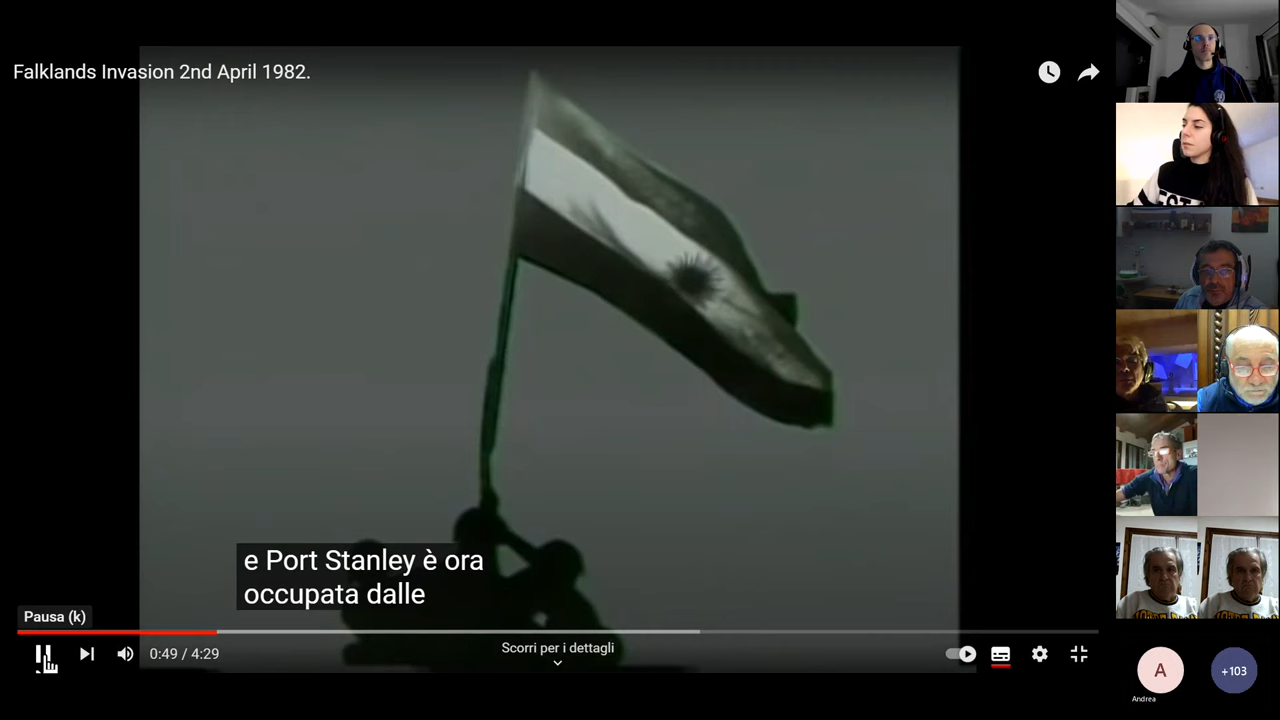 Falklands Invasion 2nd April 1982.
e Port Stanley è ora
occupata dalle
Pausa (k)
0:49 / 4:29
Scorri per i dettagli
A
+103
Andrea